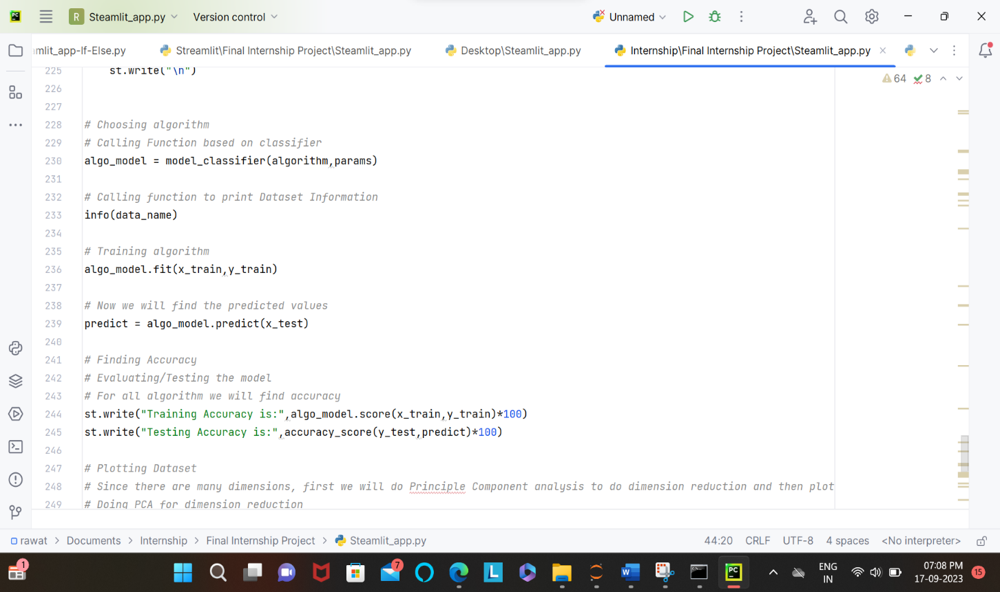 PC
R
Steamlit_app.py
Version control
Unnamed
mlit_app-If-Else.py
Streamlit\Final Internship Project\Steamlit_app.py
Desktop\Steamlit_app.py
Internship\Final Internship Project\Steamlit_app.py
64 8
225 st.write("\n")
226
227
228 # Choosing algorithm
229 # Calling Function based on classifier
230 algo_model = model_classifier(algorithm,params)
231
232 # Calling function to print Dataset Information
233 info(data_name)
234
235 # Training algorithm
236 algo_model.fit(x_train,y_train)
237
238 # Now we will find the predicted values
239 predict = algo_model.predict(x_test)
240
241 # Finding Accuracy
242 # Evaluating/Testing the model
243 # For all algorithm we will find accuracy
244 st.write("Training Accuracy is:",algo_model.score(x_train,y_train)*100)
245 st.write("Testing Accuracy is:",accuracy_score(y_test,predict)*100)
246
247 # Plotting Dataset
248 # Since there are many dimensions, first we will do Principle Component analysis to do dimension reduction and then plot
249 # Doing PCA for dimension reduction
rawat > Documents > Internship > Final Internship Project > Steamlit_app.py
44:20 CRLF UTF-8 4 spaces <No interpreter>
1
7
L
W
PC
ENG
IN
07:08 PM
17-09-2023
15